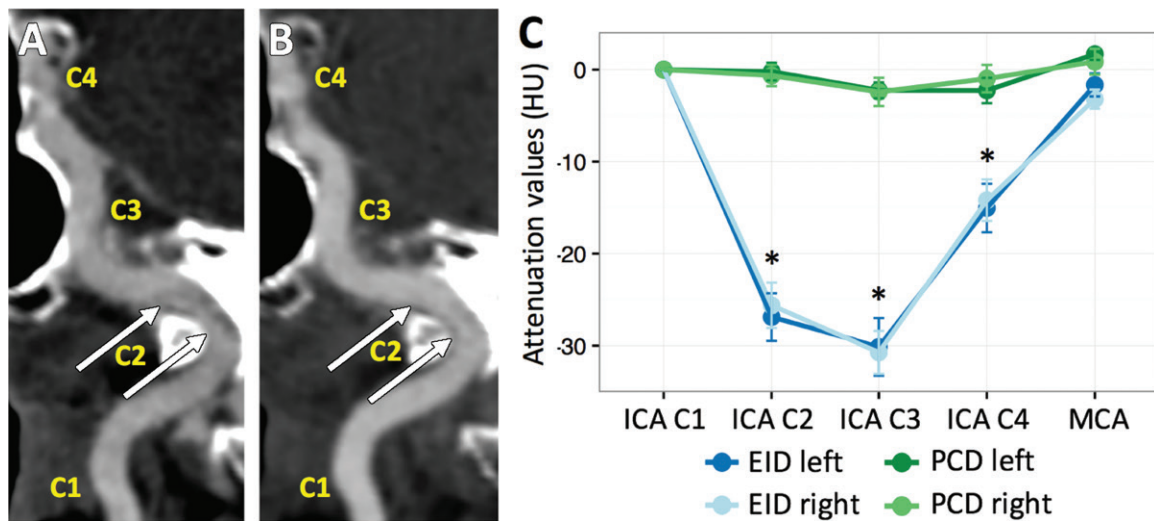 A
C4
C3
C2
C1
B
C4
C3
C2
C1
C
Attenuation values (HU)
0
-10
-20
-30
*
*
*
ICA C1 ICA C2 ICA C3 ICA C4 MCA
EID left PCD left
EID right PCD right